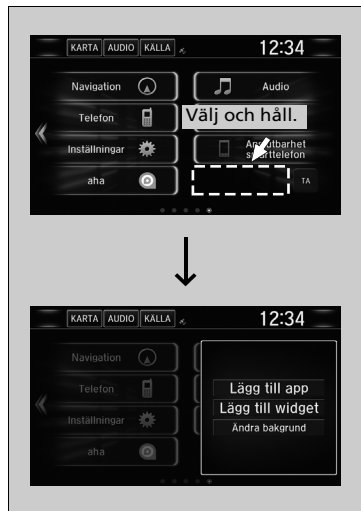 KARTA AUDIO KÄLLA 12:34
Navigation Audio
Telefon
Välj och håll.
Inställningar
Anslutbarhet
smarttelefon
aha
TA
KARTA AUDIO KÄLLA 12:34
Navigation
Telefon
Inställningar
aha
Lägg till app
Lägg till widget
Ändra bakgrund